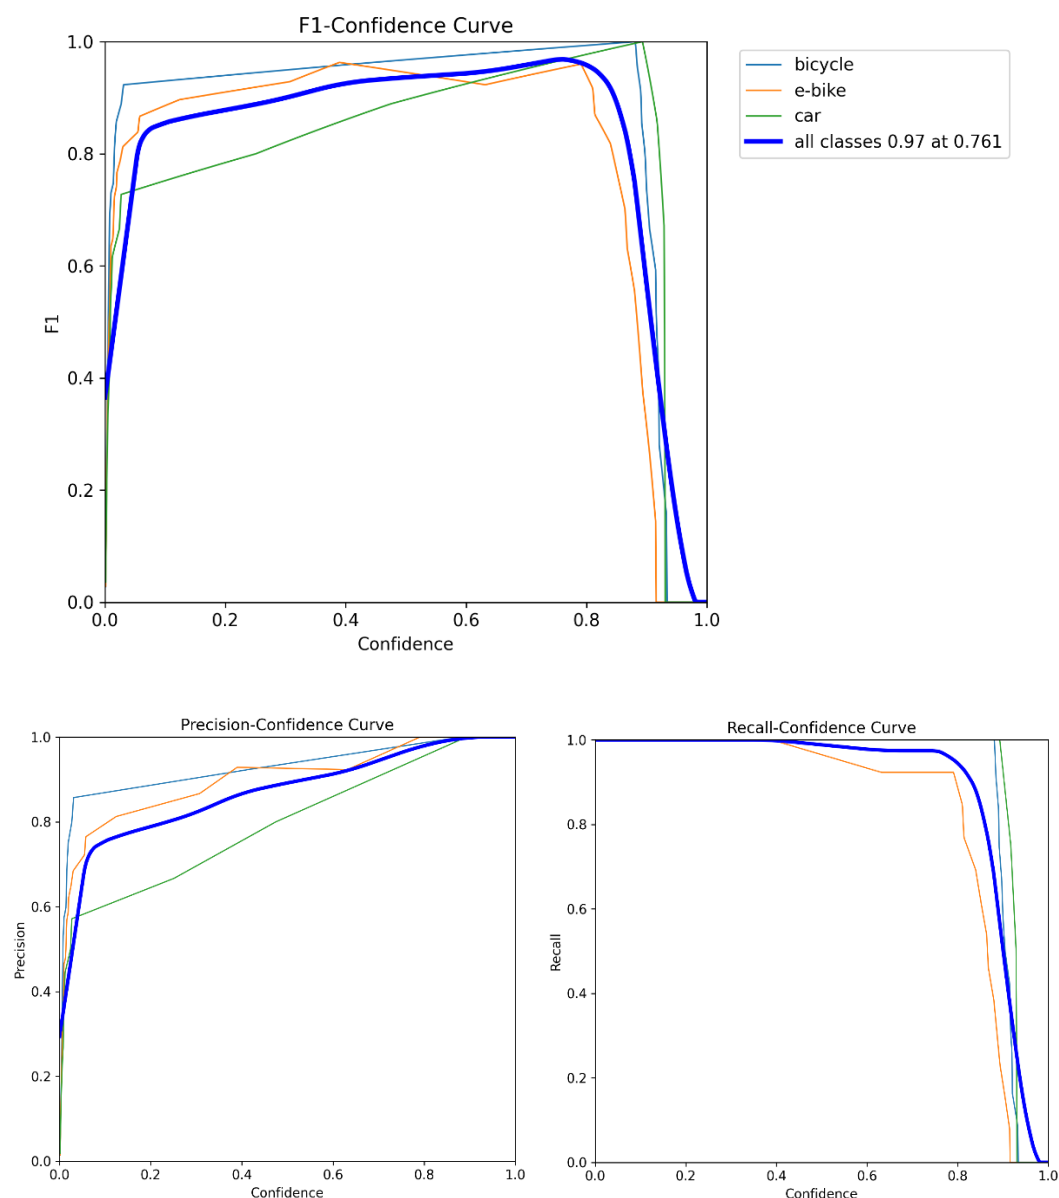 F1-Confidence Curve
1.0
0.8
0.6
0.4
0.2
0.0
F1
0.0 0.2 0.4 0.6 0.8 1.0
Confidence
bicycle
e-bike
car
all classes 0.97 at 0.761
Precision-Confidence Curve
1.0
0.8
0.6
0.4
0.2
0.0
Precision
0.0 0.2 0.4 0.6 0.8 1.0
Confidence
Recall-Confidence Curve
1.0
0.8
0.6
0.4
0.2
0.0
Recall
0.0 0.2 0.4 0.6 0.8 1.0
Confidence